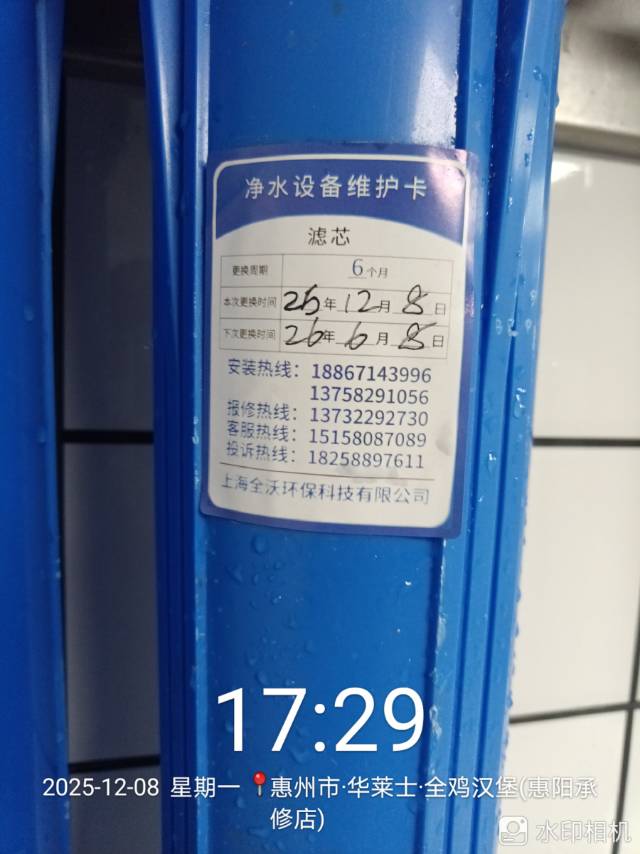 净水设备维护卡
滤芯
更换周期 6个月
本次更换时间 25年12月8日
下次更换时间 26年6月8日
安装热线：18867143996
13758291056
报修热线：13732292730
客服热线：15158087089
投诉热线：18258897611
上海全沃环保科技有限公司
17:29
2025-12-08 星期一 惠州市·华莱士·全鸡汉堡(惠阳承
修店)
水印相机